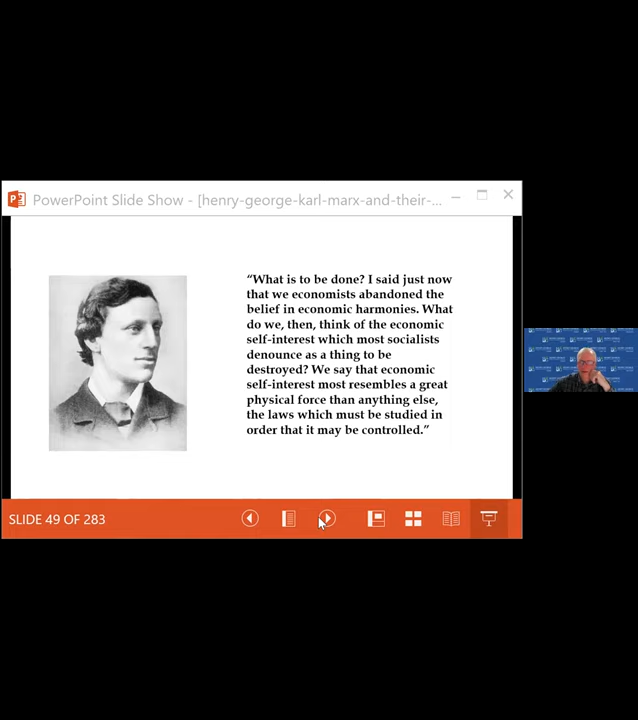 PowerPoint Slide Show - [henry-george-karl-marx-and-their-...
“What is to be done? I said just now
that we economists abandoned the
belief in economic harmonies. What
do we, then, think of the economic
self-interest which most socialists
denounce as a thing to be
destroyed? We say that economic
self-interest most resembles a great
physical force than anything else,
the laws which must be studied in
order that it may be controlled.”
SLIDE 49 OF 283